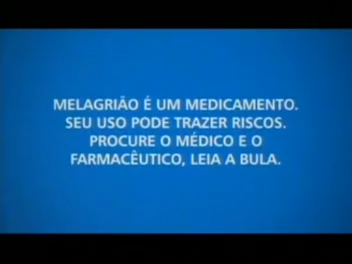 MELAGRIÃO É UM MEDICAMENTO.
SEU USO PODE TRAZER RISCOS.
PROCURE O MÉDICO E O
FARMACÊUTICO, LEIA A BULA.